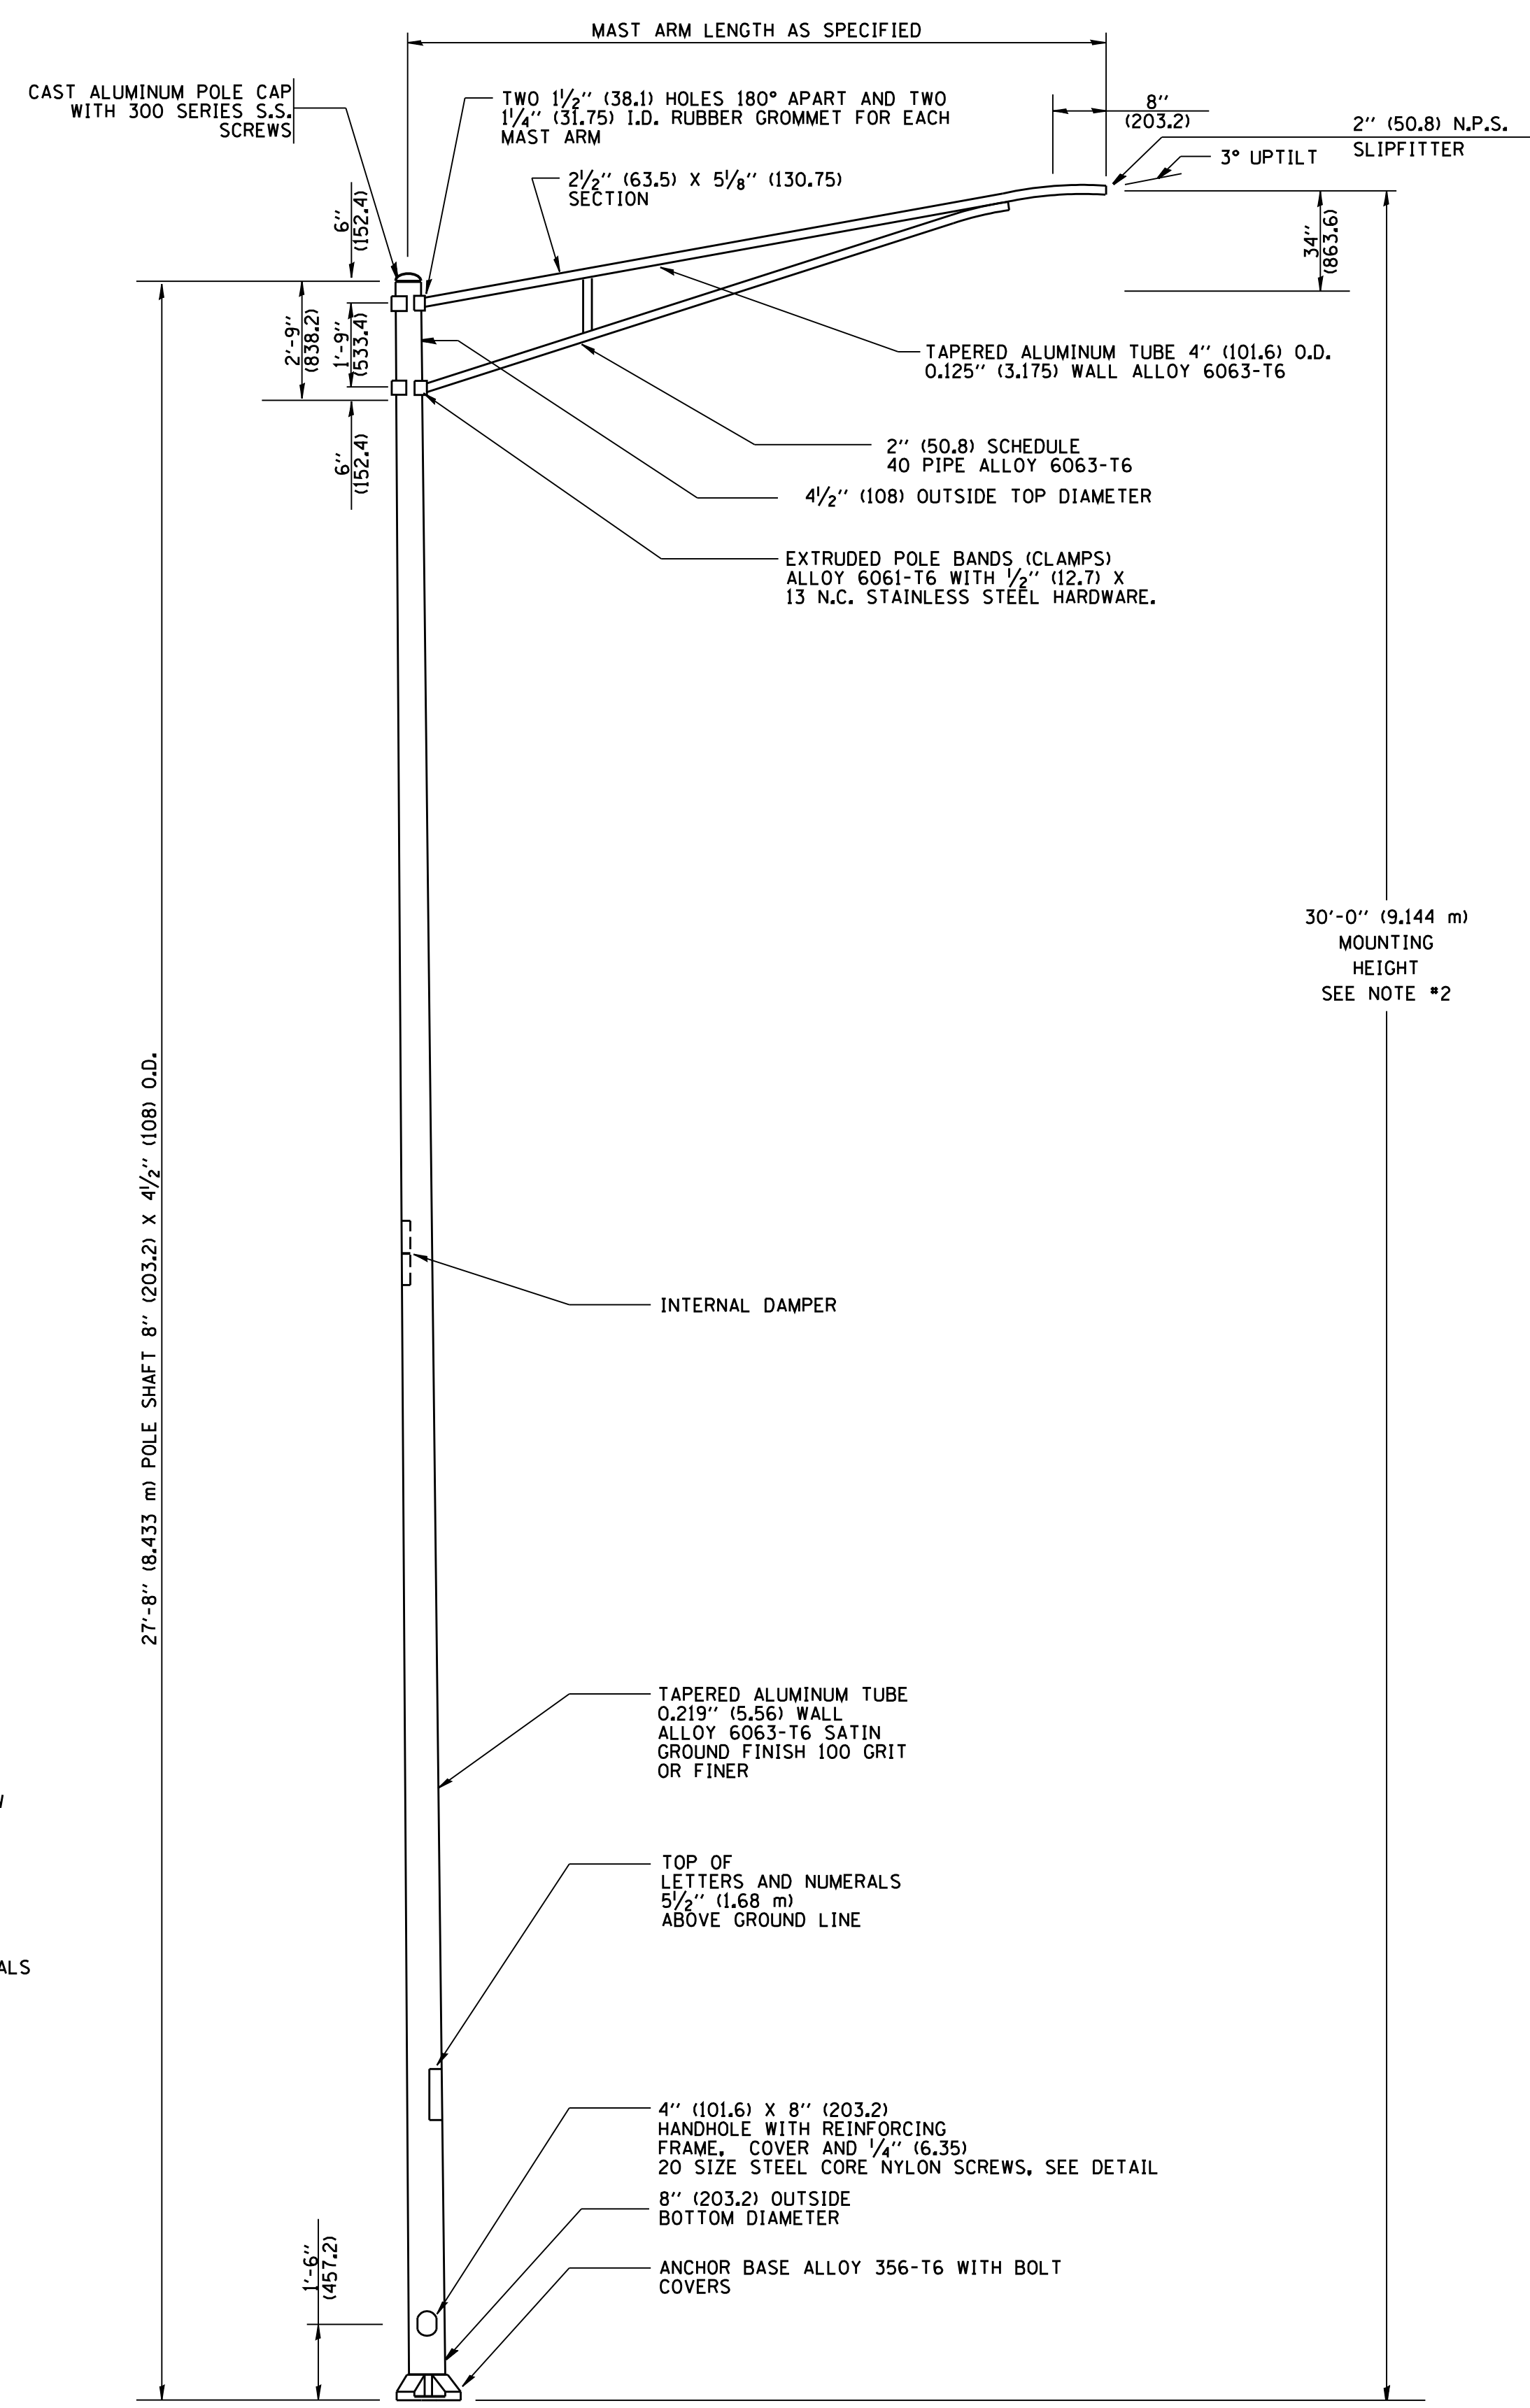 MAST ARM LENGTH AS SPECIFIED
CAST ALUMINUM POLE CAP
WITH 300 SERIES S.S.
SCREWS
TWO 1½" (38.1) HOLES 180° APART AND TWO
1¼" (31.75) I.D. RUBBER GROMMET FOR EACH
MAST ARM
8"
(203.2)
2" (50.8) N.P.S.
SLIPFITTER
3° UPTILT
2½" (63.5) X 5⅛" (130.75)
SECTION
6"
(152.4)
34"
(863.6)
2'-9"
(838.2)
1'-9"
(533.4)
TAPERED ALUMINUM TUBE 4" (101.6) O.D.
0.125" (3.175) WALL ALLOY 6063-T6
6"
(152.4)
2" (50.8) SCHEDULE
40 PIPE ALLOY 6063-T6
4½" (108) OUTSIDE TOP DIAMETER
EXTRUDED POLE BANDS (CLAMPS)
ALLOY 6061-T6 WITH ½" (12.7) X
13 N.C. STAINLESS STEEL HARDWARE.
30'-0" (9.144 m)
MOUNTING
HEIGHT
SEE NOTE #2
27'-8" (8.433 m) POLE SHAFT 8" (203.2) X 4½" (108) O.D.
INTERNAL DAMPER
TAPERED ALUMINUM TUBE
0.219" (5.56) WALL
ALLOY 6063-T6 SATIN
GROUND FINISH 100 GRIT
OR FINER
TOP OF
LETTERS AND NUMERALS
5½" (1.68 m)
ABOVE GROUND LINE
ALS
4" (101.6) X 8" (203.2)
HANDHOLE WITH REINFORCING
FRAME, COVER AND ¼" (6.35)
20 SIZE STEEL CORE NYLON SCREWS, SEE DETAIL
8" (203.2) OUTSIDE
BOTTOM DIAMETER
1'-6"
(457.2)
ANCHOR BASE ALLOY 356-T6 WITH BOLT
COVERS